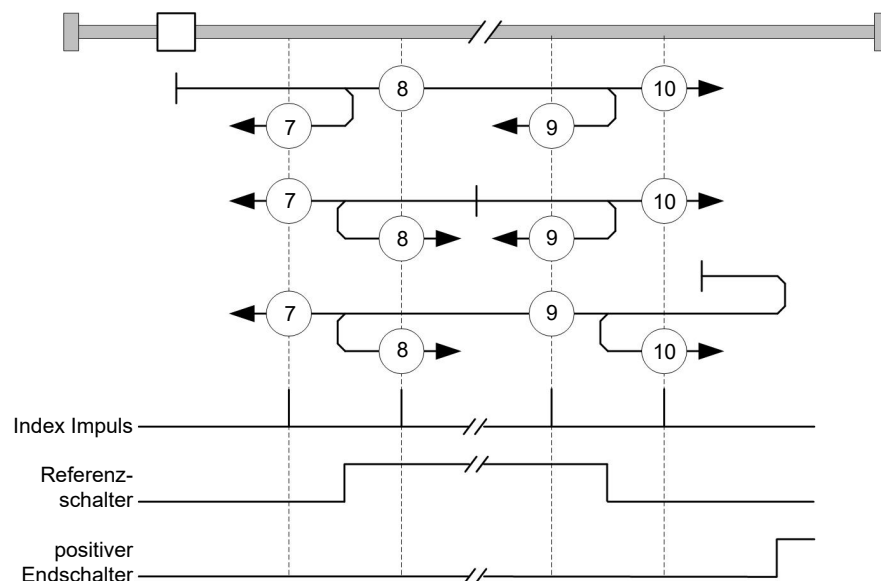 8
10
7
9
7
10
8
9
7
9
8
10
Index Impuls
Referenz-
schalter
positiver
Endschalter